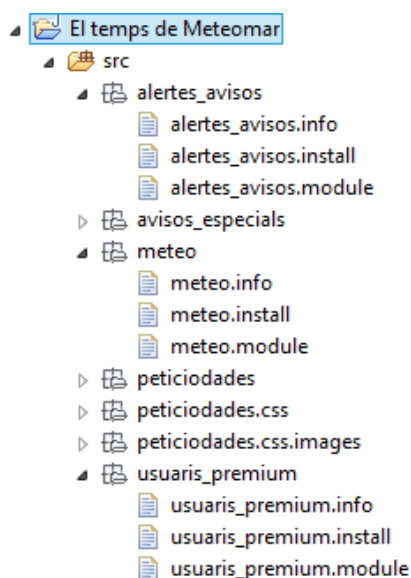 El temps de Meteomar
src
alertes_avisos
alertes_avisos.info
alertes_avisos.install
alertes_avisos.module
avisos_especials
meteo
meteo.info
meteo.install
meteo.module
peticiodades
peticiodades.css
peticiodades.css.images
usuaris_premium
usuaris_premium.info
usuaris_premium.install
usuaris_premium.module